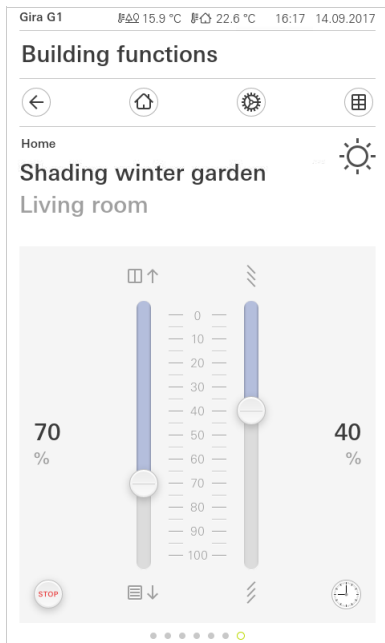 Gira G1 15.9 °C 22.6 °C 16:17 14.09.2017
Building functions
Home
Shading winter garden
Living room
0
10
20
30
40
50
60
70
80
90
100
70
%
40
%
STOP